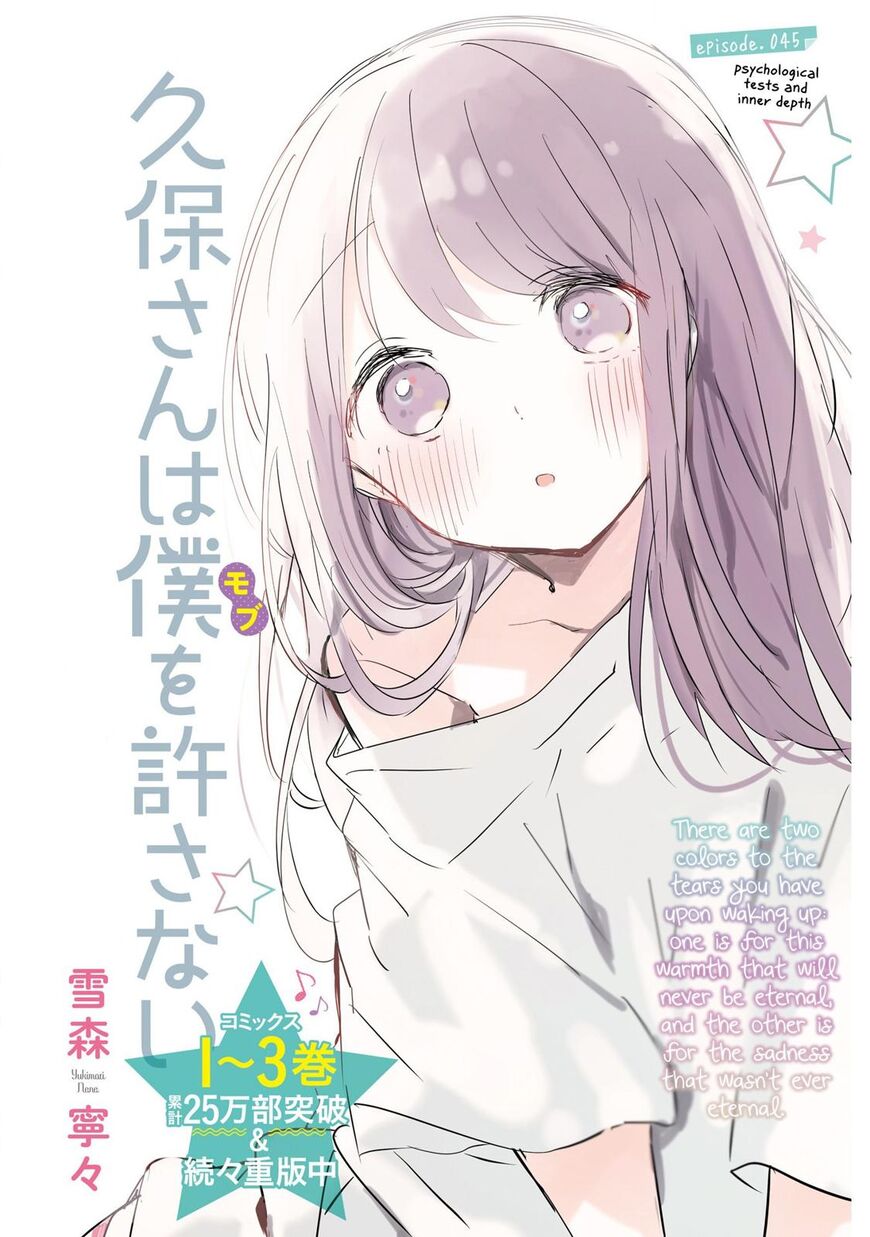 episode. 045
psychological
tests and
inner depth
久保さんは僕を許さない
モブ
There are two
colors to the
tears you have
upon waking up:
one is for this
warmth that will
never be eternal,
and the other is
for the sadness
that wasn't ever
eternal.
雪森
Yukimori
Nene
寧々
コミックス
1〜3巻
累計25万部突破
&
続々重版中